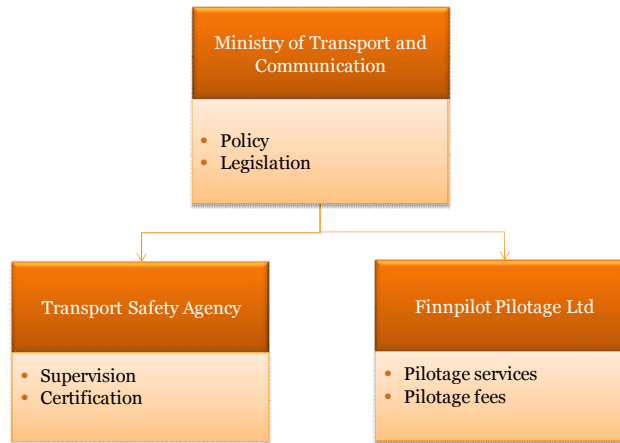 Ministry of Transport and
Communication
• Policy
• Legislation
Transport Safety Agency
• Supervision
• Certification
Finnpilot Pilotage Ltd
• Pilotage services
• Pilotage fees